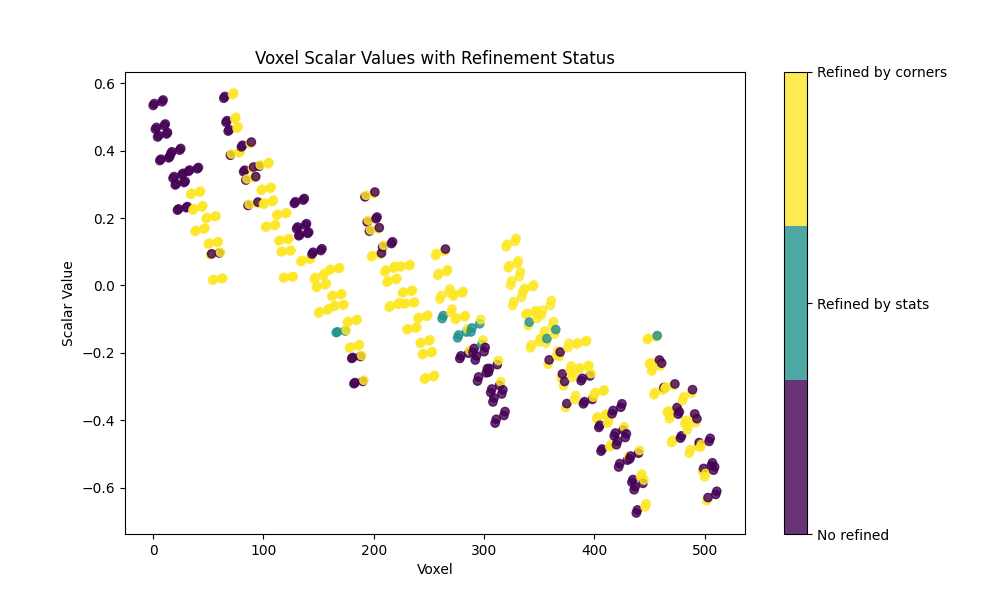 Voxel Scalar Values with Refinement Status
Scalar Value
0.6
0.4
0.2
0.0
−0.2
−0.4
−0.6
0 100 200 300 400 500
Voxel
Refined by corners
Refined by stats
No refined